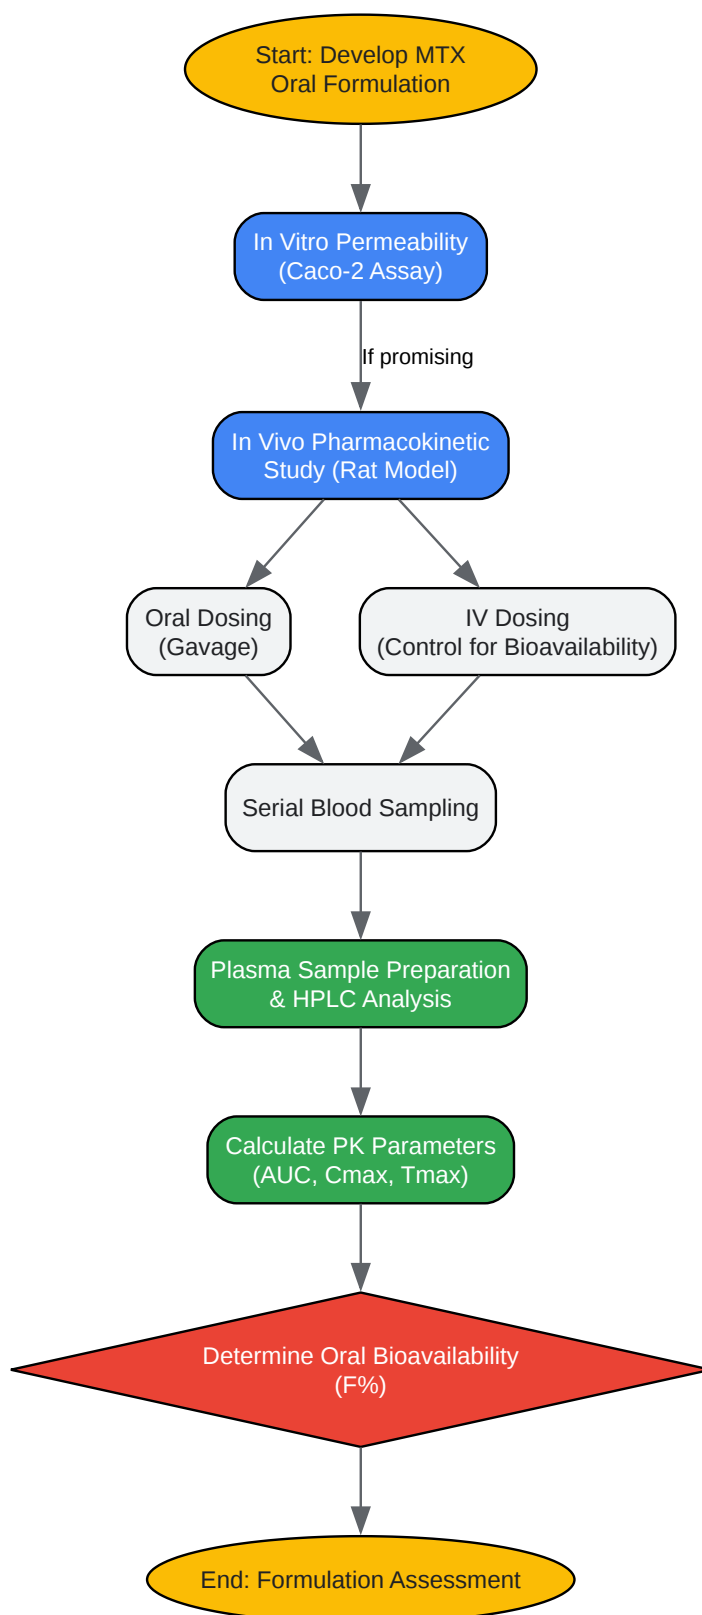 Start: Develop MTX
Oral Formulation
In Vitro Permeability
(Caco-2 Assay)
If promising
In Vivo Pharmacokinetic
Study (Rat Model)
Oral Dosing
(Gavage)
IV Dosing
(Control for Bioavailability)
Serial Blood Sampling
Plasma Sample Preparation
& HPLC Analysis
Calculate PK Parameters
(AUC, Cmax, Tmax)
Determine Oral Bioavailability
(F%)
End: Formulation Assessment